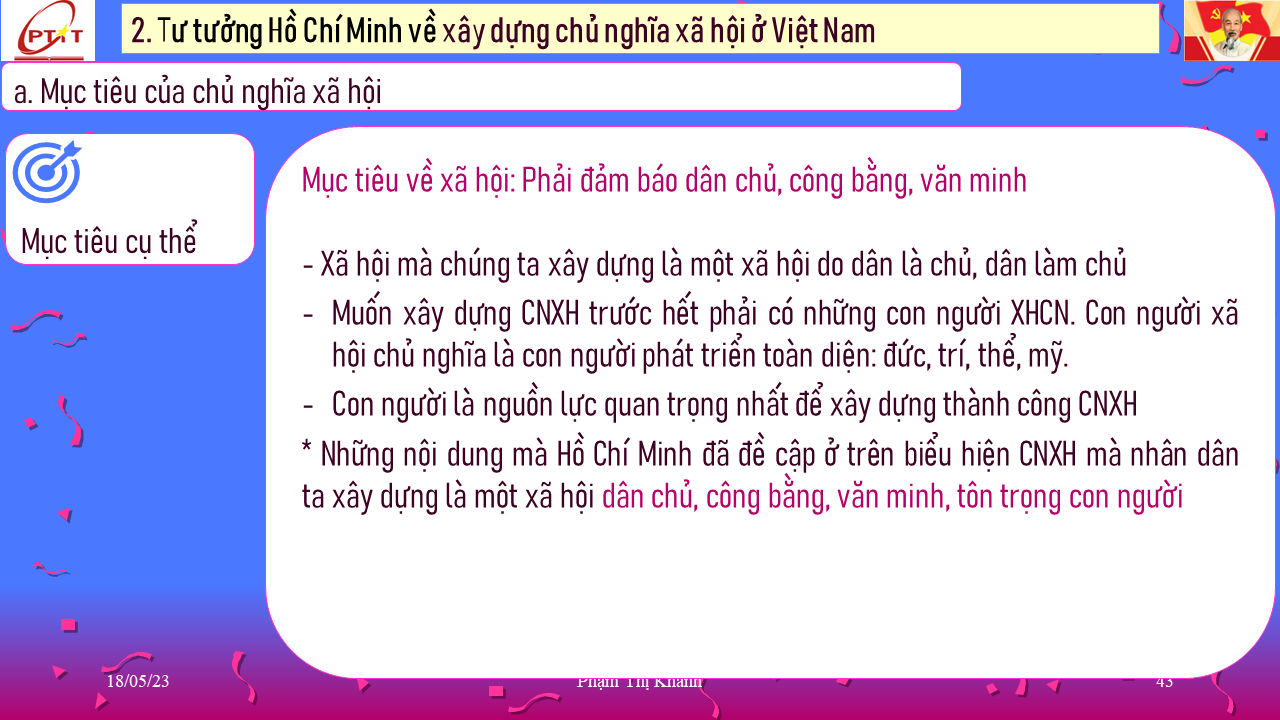 PTiT
2. Tư tưởng Hồ Chí Minh về xây dựng chủ nghĩa xã hội ở Việt Nam
a. Mục tiêu của chủ nghĩa xã hội
Mục tiêu cụ thể
Mục tiêu về xã hội: Phải đảm báo dân chủ, công bằng, văn minh
- Xã hội mà chúng ta xây dựng là một xã hội do dân là chủ, dân làm chủ
- Muốn xây dựng CNXH trước hết phải có những con người XHCN. Con người xã
hội chủ nghĩa là con người phát triển toàn diện: đức, trí, thể, mỹ.
- Con người là nguồn lực quan trọng nhất để xây dựng thành công CNXH
* Những nội dung mà Hồ Chí Minh đã đề cập ở trên biểu hiện CNXH mà nhân dân
ta xây dựng là một xã hội dân chủ, công bằng, văn minh, tôn trọng con người
18/05/23
Phạm Thị Khánh
43